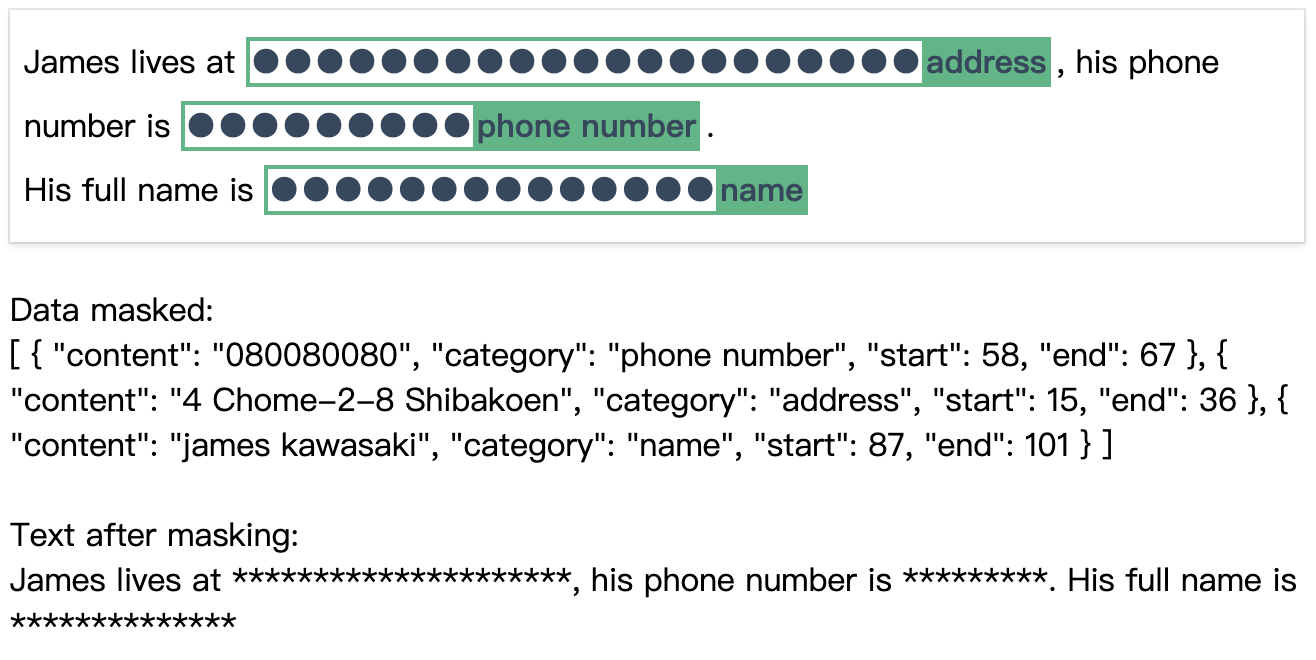 James lives at ●●●●●●●●●●●●●●●●●●●●● address , his phone
number is ●●●●●●●●● phone number .
His full name is ●●●●●●●●●●●●●● name
Data masked:
[ { "content": "080080080", "category": "phone number", "start": 58, "end": 67 }, {
"content": "4 Chome-2-8 Shibakoen", "category": "address", "start": 15, "end": 36 }, {
"content": "james kawasaki", "category": "name", "start": 87, "end": 101 } ]
Text after masking:
James lives at *********************, his phone number is *********. His full name is
**************